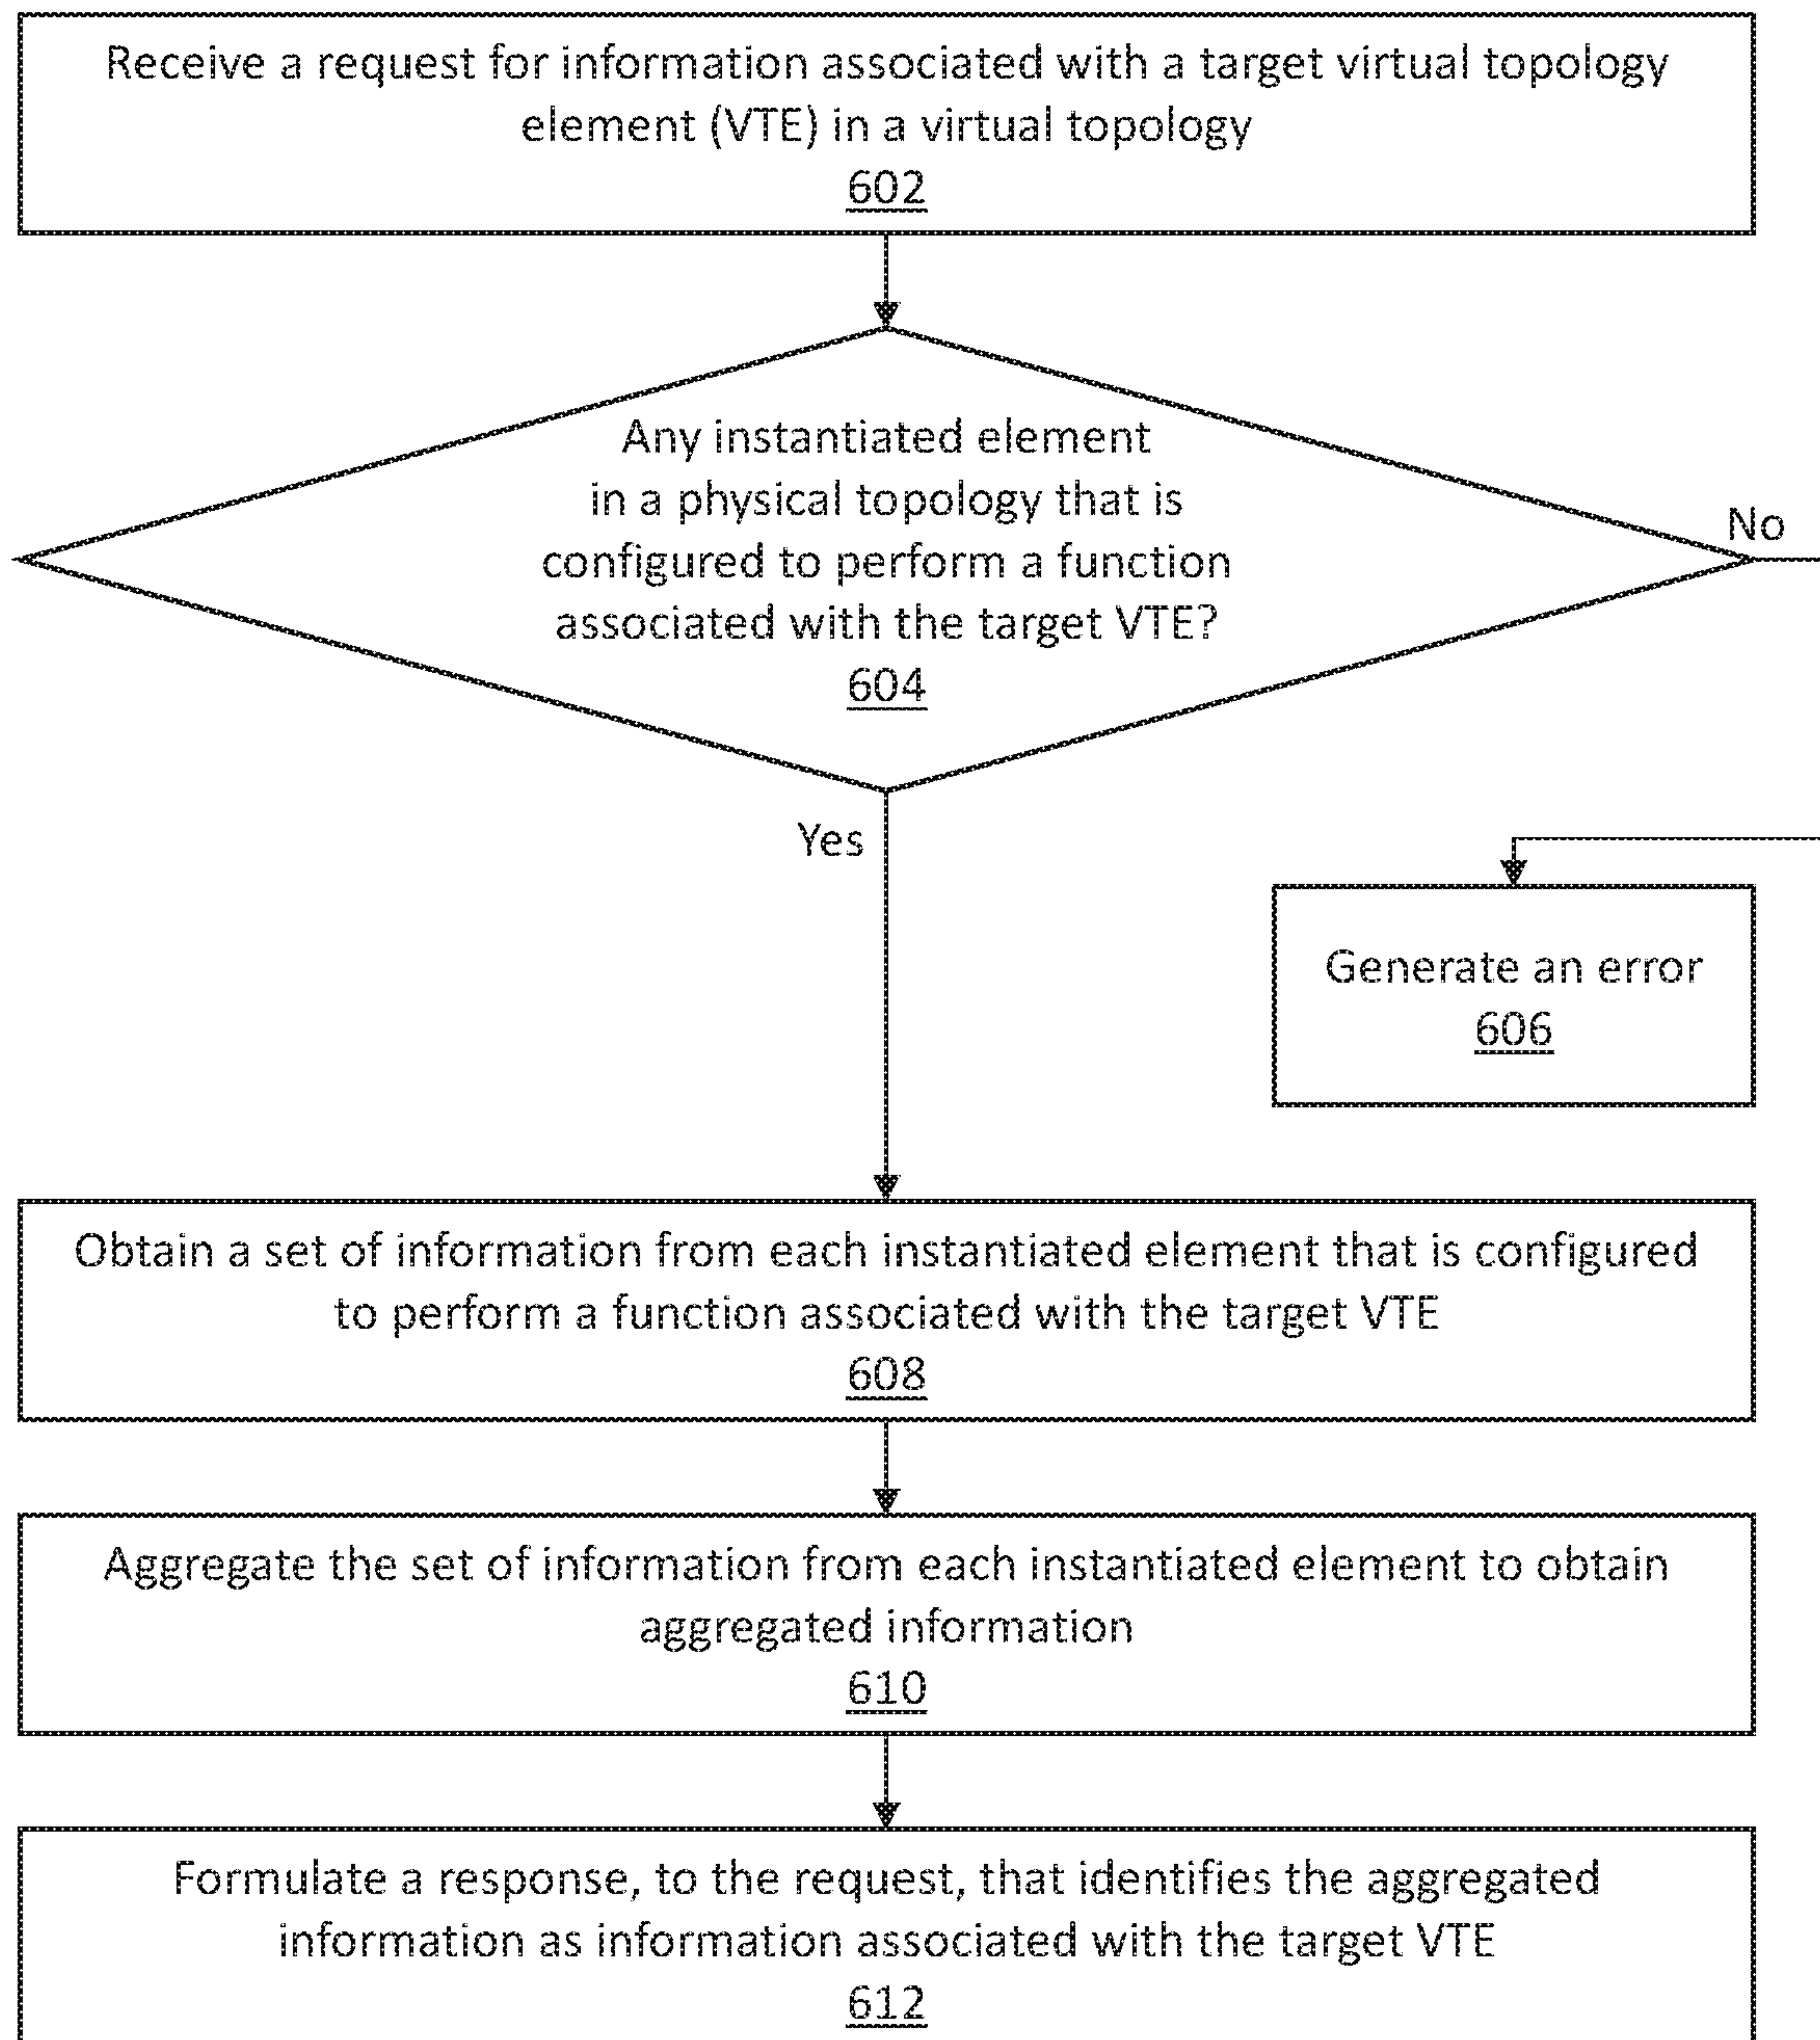 Receive a request for information associated with a target virtual topology
element (VTE) in a virtual topology
602
Any instantiated element
in a physical topology that is
configured to perform a function
associated with the target VTE?
604
No
Yes
Generate an error
606
Obtain a set of information from each instantiated element that is configured
to perform a function associated with the target VTE
608
Aggregate the set of information from each instantiated element to obtain
aggregated information
610
Formulate a response, to the request, that identifies the aggregated
information as information associated with the target VTE
612